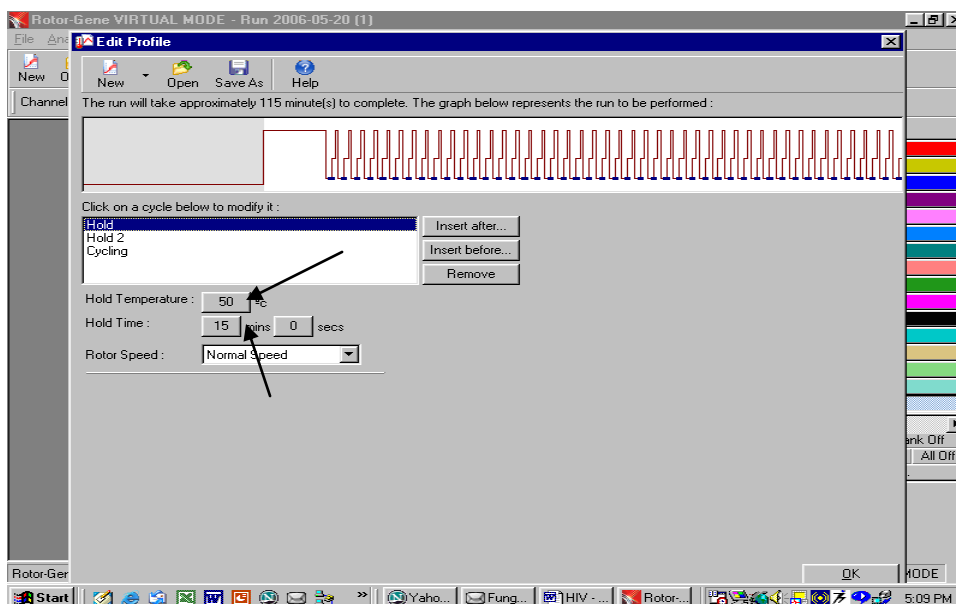 Rotor-Gene VIRTUAL MODE - Run 2006-05-20 (1)
File Ana
Edit Profile
New
New Open Save As Help
Channel
The run will take approximately 115 minute(s) to complete. The graph below represents the run to be performed :
Click on a cycle below to modify it :
Hold
Hold 2
Cycling
Insert after...
Insert before...
Remove
Hold Temperature : 50 ºC
Hold Time : 15 mins 0 secs
Rotor Speed : Normal Speed
ank Off
All Off
OK
Rotor-Gen
MODE
Start » Yaho... Fung... HIV - ... Rotor-... 5:09 PM